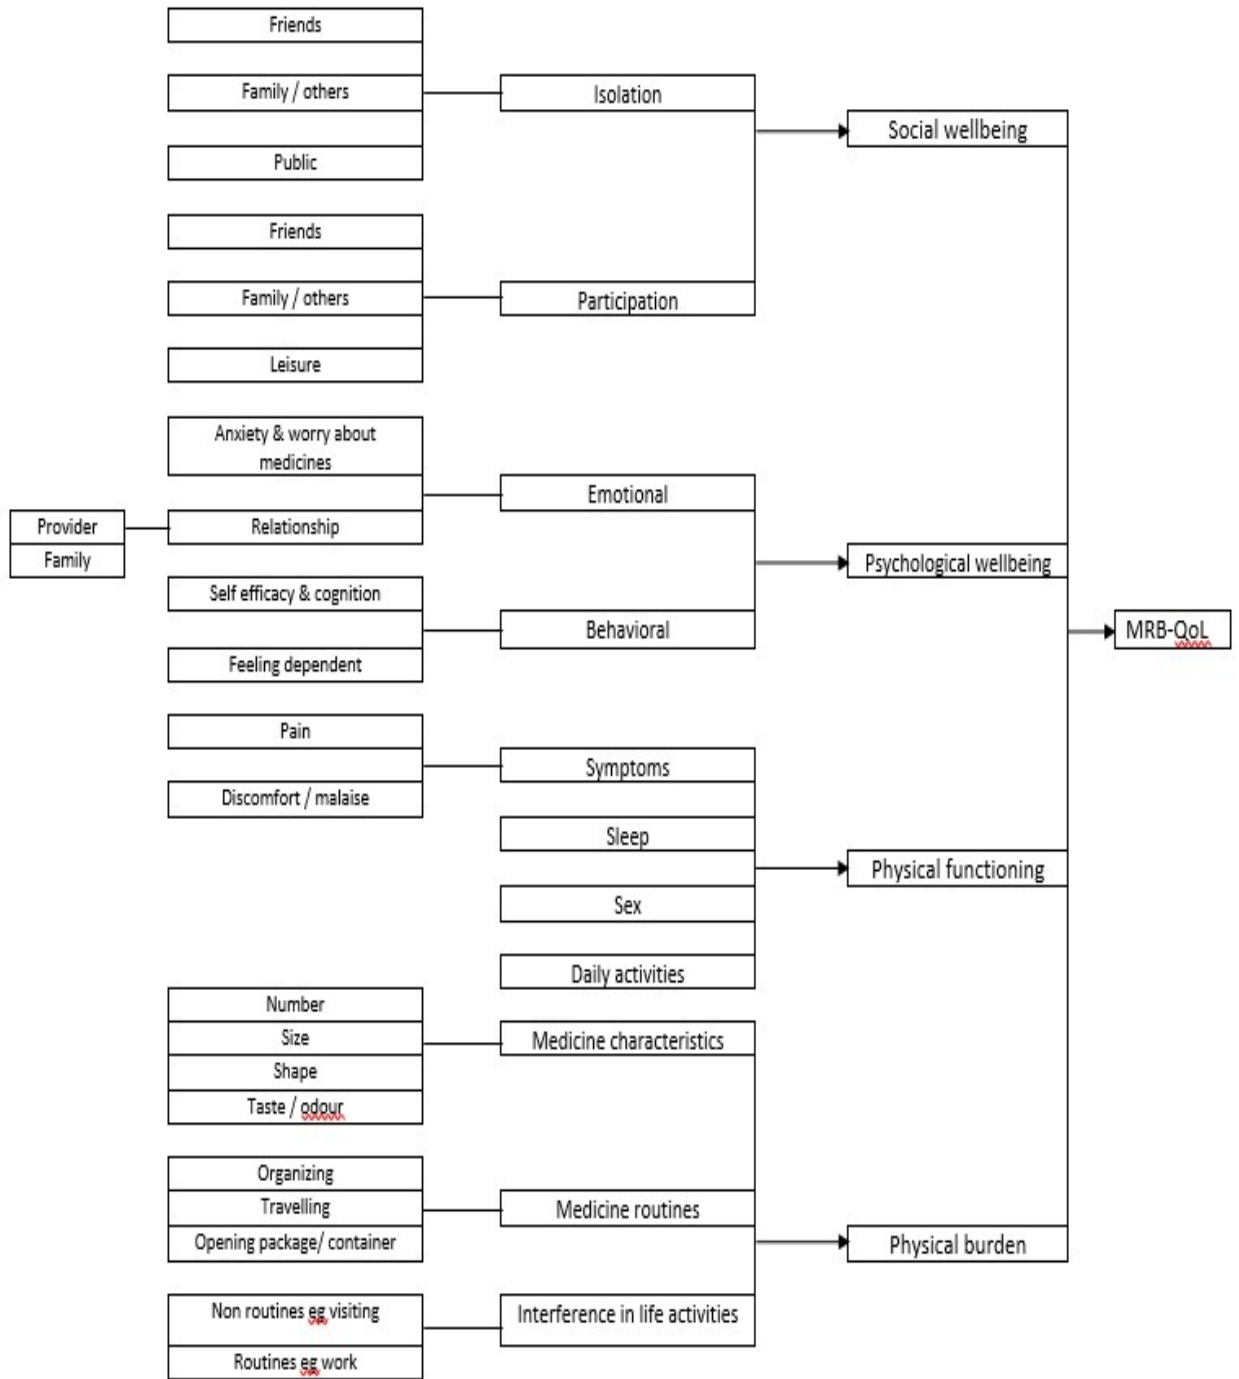 Friends
Family / others
Public
Isolation
Social wellbeing
Friends
Family / others
Leisure
Participation
Anxiety & worry about
medicines
Relationship
Provider
Family
Emotional
Self efficacy & cognition
Feeling dependent
Behavioral
Psychological wellbeing
MRB-QoL
Pain
Discomfort / malaise
Symptoms
Sleep
Sex
Daily activities
Physical functioning
Number
Size
Shape
Taste / odour
Medicine characteristics
Organizing
Travelling
Opening package/ container
Medicine routines
Physical burden
Non routines eg visiting
Routines eg work
Interference in life activities